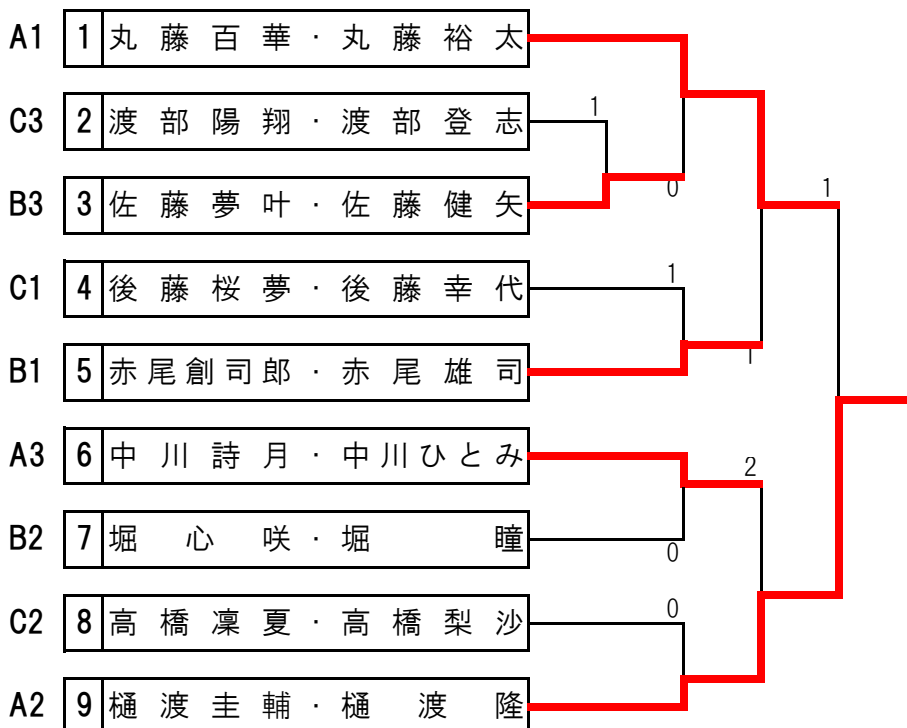 A1 1 丸藤百華・丸藤裕太
C3 2 渡部陽翔・渡部登志 1
B3 3 佐藤夢叶・佐藤健矢 0 1
C1 4 後藤桜夢・後藤幸代 1
B1 5 赤尾創司郎・赤尾雄司 1
A3 6 中川詩月・中川ひとみ 2
B2 7 堀心咲・堀瞳 0
C2 8 高橋凜夏・高橋梨沙 0
A2 9 樋渡圭輔・樋渡隆